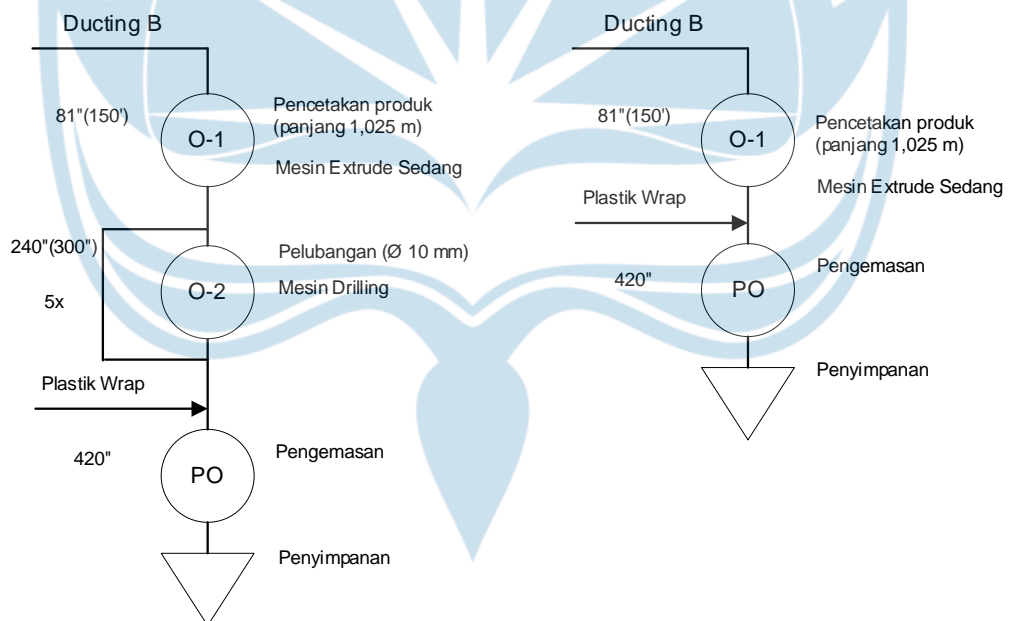 Ducting B
81"(150')
O-1
Pencetakan produk
(panjang 1,025 m)
Mesin Extrude Sedang
240"(300")
5x
O-2
Pelubangan (Ø 10 mm)
Mesin Drilling
Plastik Wrap
420"
PO
Pengemasan
Penyimpanan
Ducting B
81"(150')
O-1
Pencetakan produk
(panjang 1,025 m)
Mesin Extrude Sedang
Plastik Wrap
420"
PO
Pengemasan
Penyimpanan